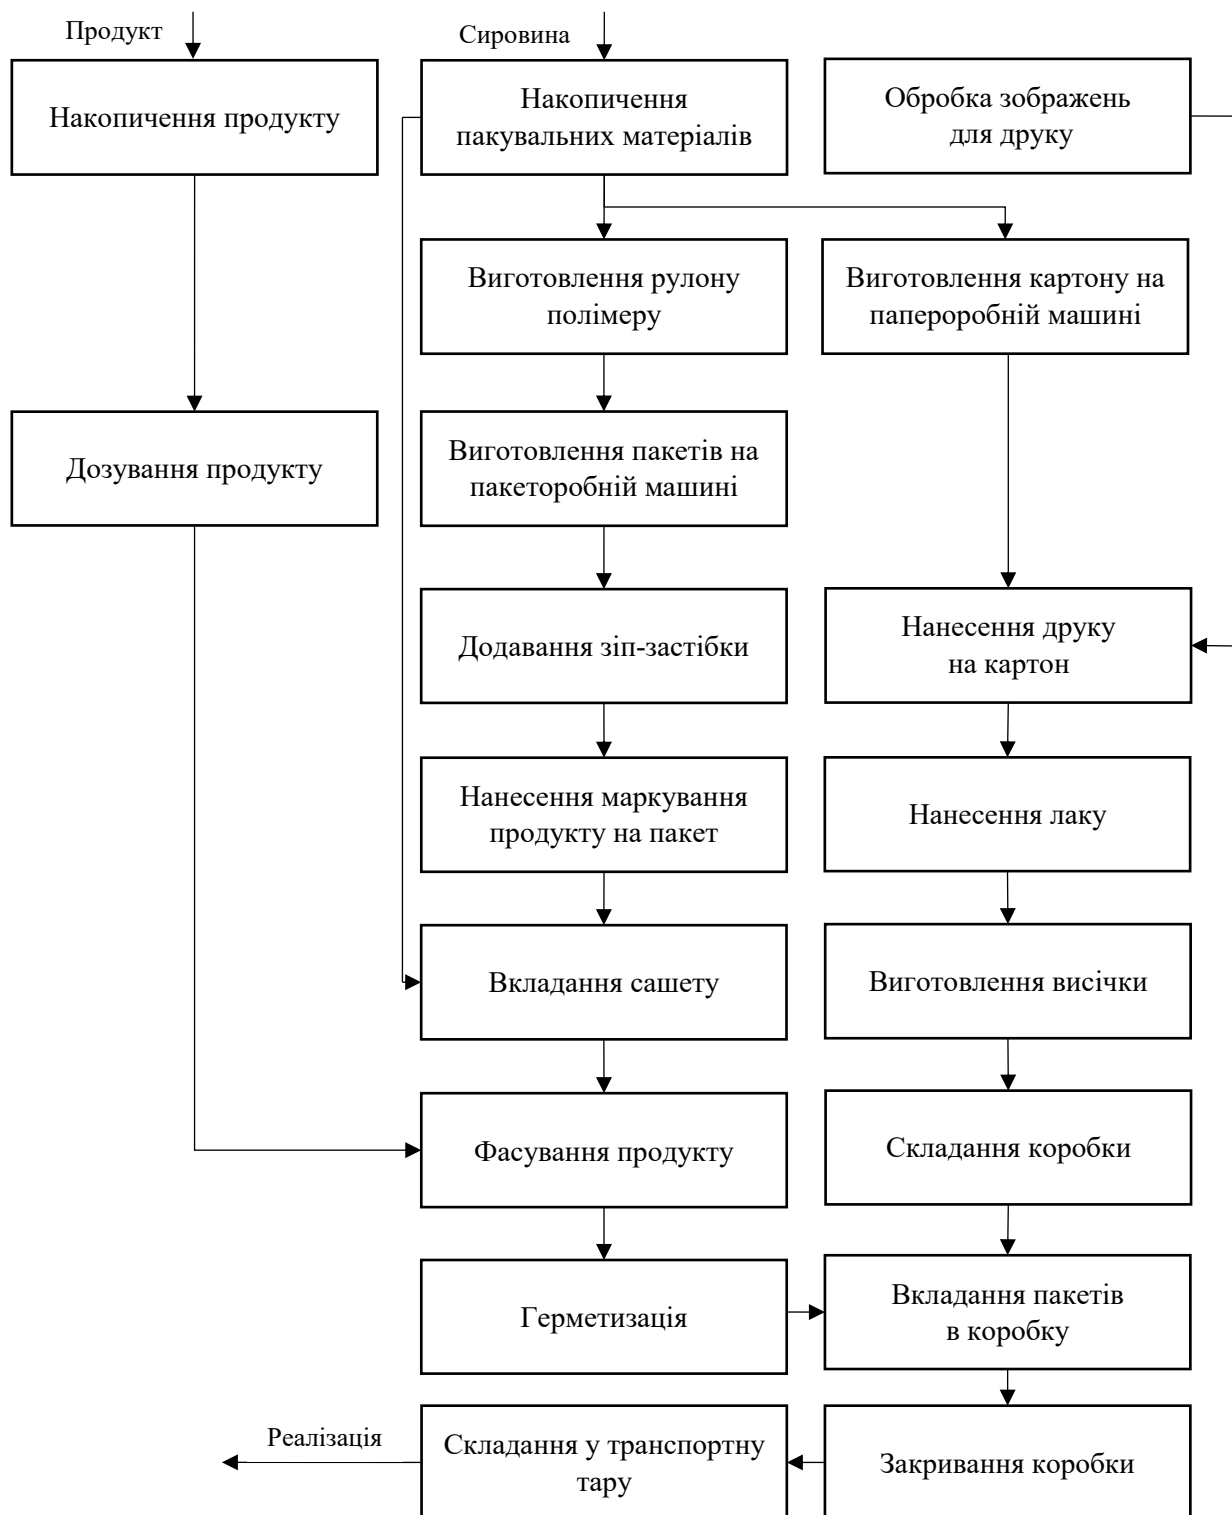 Продукт
Сировина
Накопичення продукту
Накопичення
пакувальних матеріалів
Обробка зображень
для друку
Виготовлення рулону
полімеру
Виготовлення картону на
папероробній машині
Дозування продукту
Виготовлення пакетів на
пакеторобній машині
Додавання зіп-застібки
Нанесення друку
на картон
Нанесення маркування
продукту на пакет
Нанесення лаку
Вкладання сашету
Виготовлення висічки
Фасування продукту
Складання коробки
Герметизація
Вкладання пакетів
в коробку
Реалізація
Складання у транспортну
тару
Закривання коробки